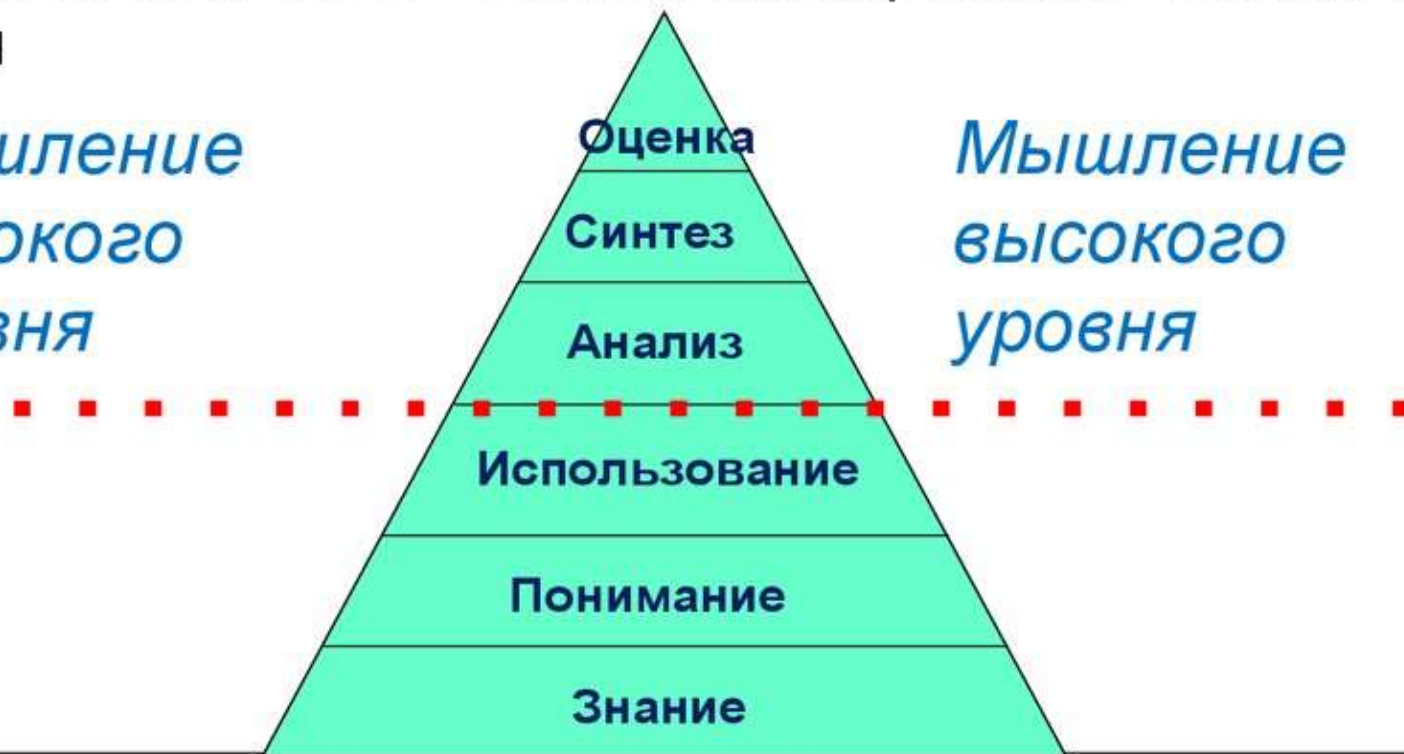 Оценка
Мышление
высокого
уровня
Синтез
Анализ
Использование
Понимание
Знание